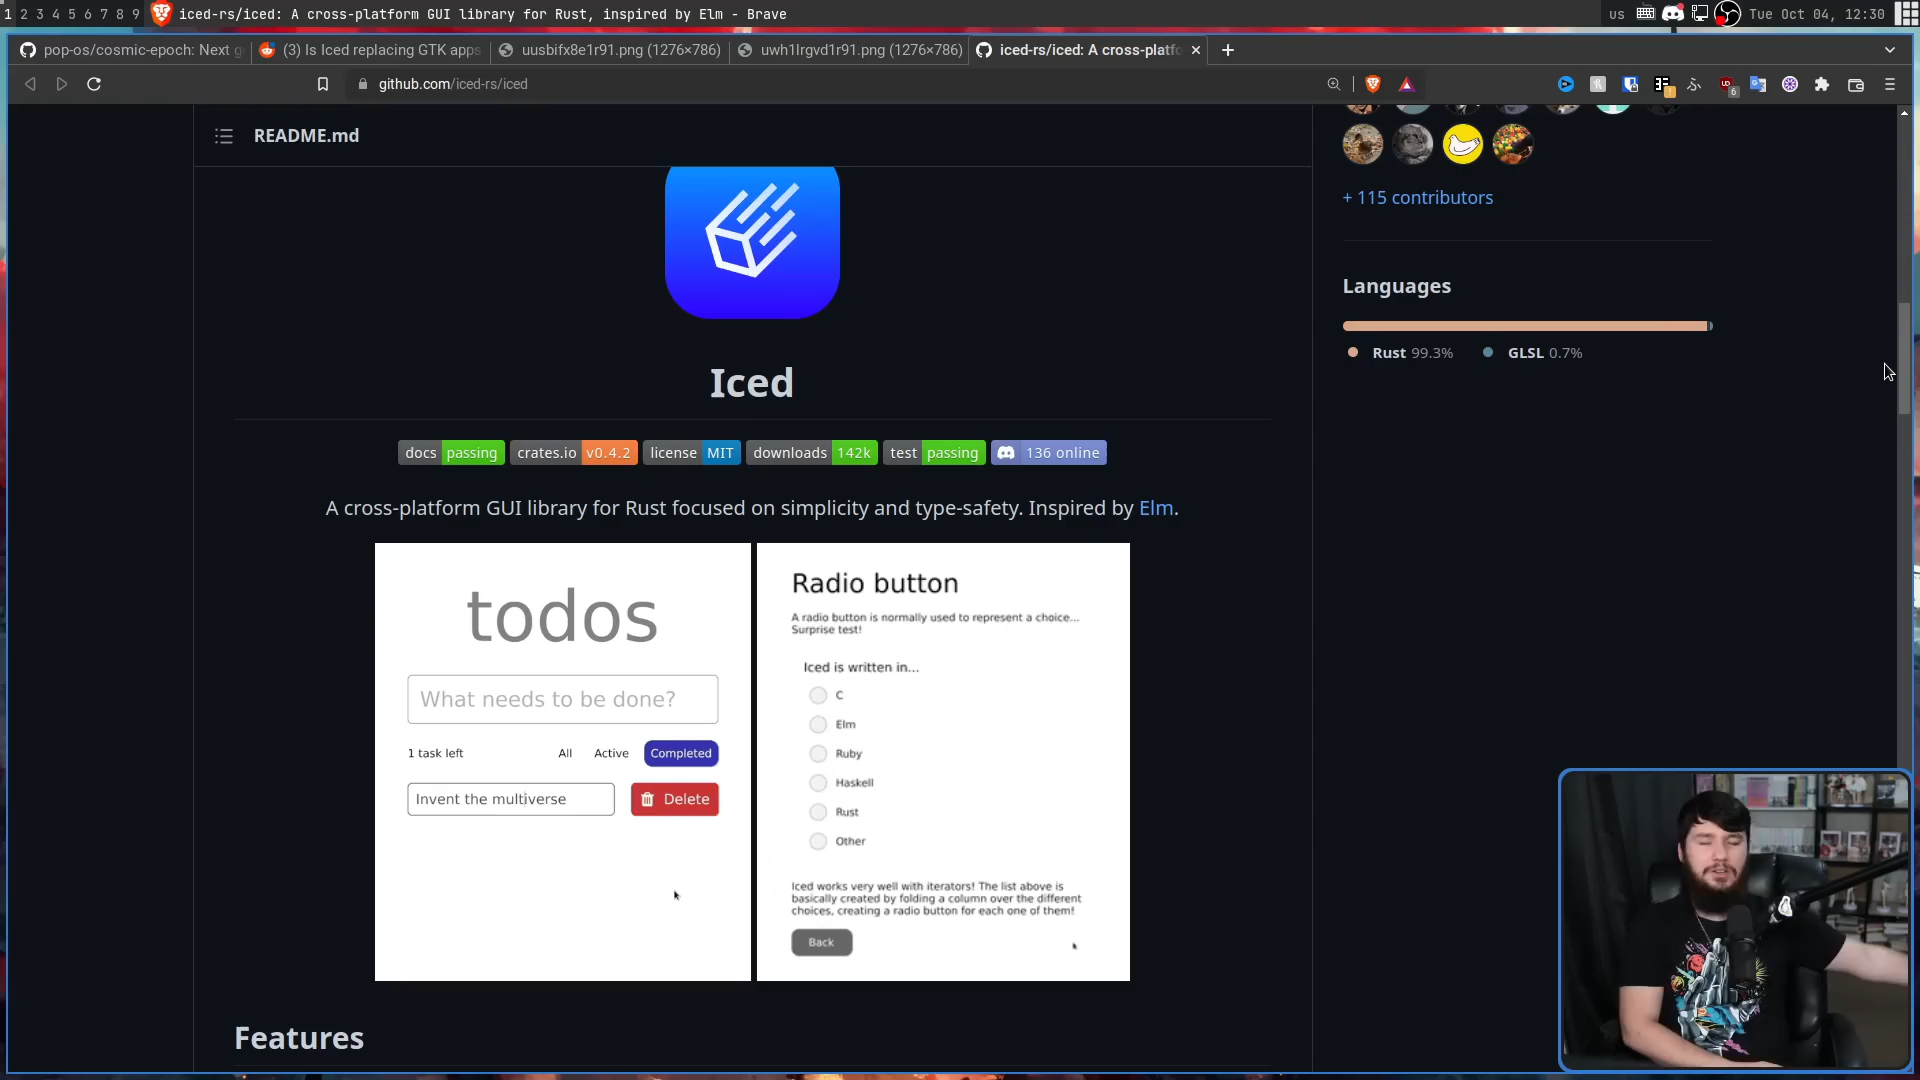 1 2 3 4 5 6 7 8 9 iced-rs/iced: A cross-platform GUI library for Rust, inspired by Elm - Brave us Tue Oct 04, 12:30
pop-os/cosmic-epoch: Next g (3) Is Iced replacing GTK apps uusbifx8e1r91.png (1276×786) uwh1lrgvd1r91.png (1276×786) iced-rs/iced: A cross-platfo
github.com/iced-rs/iced 6
README.md
+ 115 contributors
Languages
Rust 99.3% GLSL 0.7%
Iced
docs passing crates.io v0.4.2 license MIT downloads 142k test passing 136 online
A cross-platform GUI library for Rust focused on simplicity and type-safety. Inspired by Elm.
todos
What needs to be done?
1 task left All Active Completed
Invent the multiverse Delete
Radio button
A radio button is normally used to represent a choice...
Surprise test!
Iced is written in...
C
Elm
Ruby
Haskell
Rust
Other
Iced works very well with iterators! The list above is
basically created by folding a column over the different
choices, creating a radio button for each one of them!
Back
Features